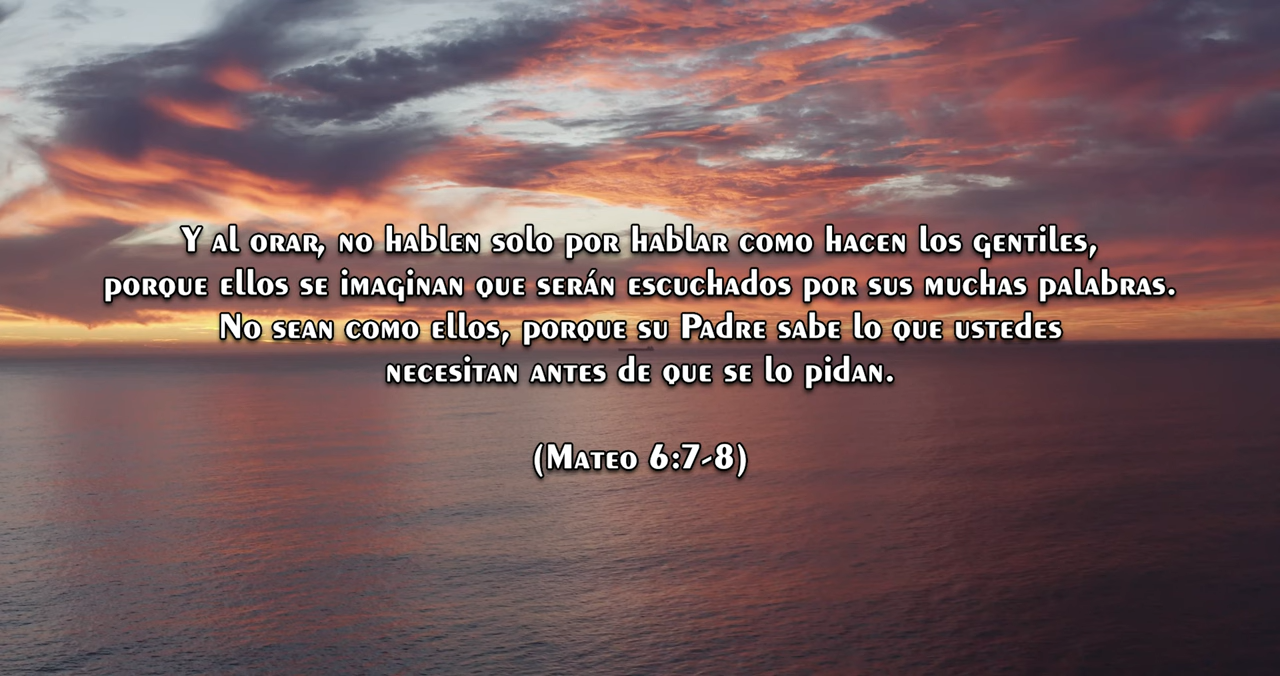 Y al orar, no hablen solo por hablar como hacen los gentiles,
porque ellos se imaginan que serán escuchados por sus muchas palabras.
No sean como ellos, porque su Padre sabe lo que ustedes
necesitan antes de que se lo pidan.
(Mateo 6:7-8)